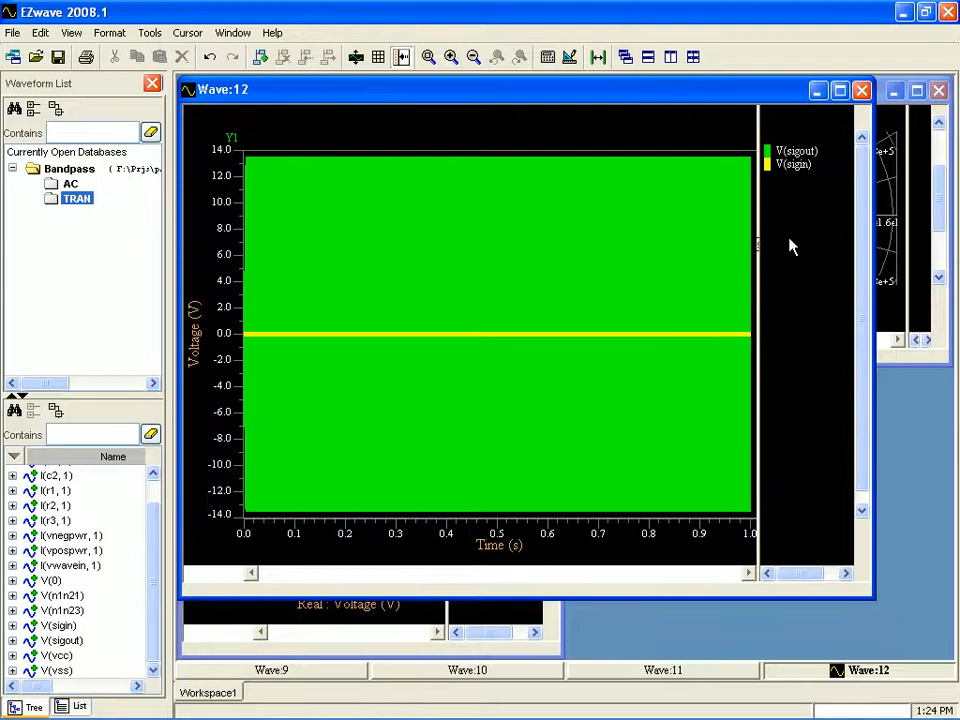 EZwave 2008.1
File Edit View Format Tools Cursor Window Help
Waveform List
Contains
Currently Open Databases
Bandpass ( F:\Prjs\p.
AC
TRAN
Contains
Name
I(c2, 1)
I(r1, 1)
I(r2, 1)
I(r3, 1)
I(vnegpwr, 1)
I(vpospwr, 1)
I(vwavein, 1)
V(0)
V(n1n21)
V(n1n23)
V(sigin)
V(sigout)
V(vcc)
V(vss)
Tree List
Wave:12
Y1
14.0
12.0
10.0
8.0
6.0
4.0
2.0
0.0
-2.0
-4.0
-6.0
-8.0
-10.0
-12.0
-14.0
Voltage (V)
0.0 0.1 0.2 0.3 0.4 0.5 0.6 0.7 0.8 0.9 1.0
Time (s)
V(sigout)
V(sigin)
Real : Voltage (V)
Wave:9 Wave:10 Wave:11 Wave:12
Workspace1
1:24 PM